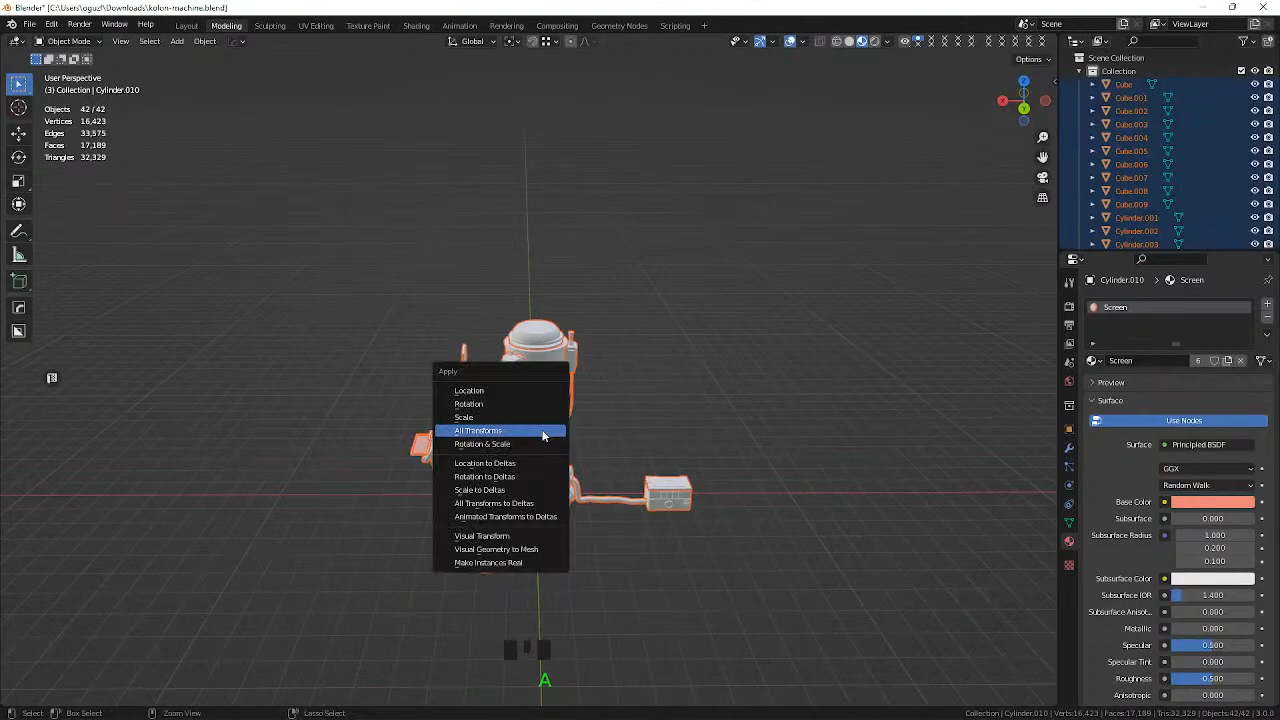 Blender* [C:\Users\oguzf\Downloads\kolon-machine.blend]
File Edit Render Window Help Layout Modeling Sculpting UV Editing Texture Paint Shading Animation Rendering Compositing Geometry Nodes Scripting + Scene ViewLayer
Object Mode View Select Add Object Global
Options
User Perspective
(3) Collection | Cylinder.010
Objects 42/42
Vertices 16,423
Edges 33,575
Faces 17,189
Triangles 32,329
X
Y
Z
Scene Collection
Collection
Cube
Cube.001
Cube.002
Cube.003
Cube.004
Cube.005
Cube.006
Cube.007
Cube.008
Cube.009
Cylinder.001
Cylinder.002
Cylinder.003
Cylinder.010 > Screen
Screen
Screen 6
Preview
Surface
Use Nodes
Surface Principled BSDF
GGX
Random Walk
Base Color
Subsurface 0.000
Subsurface Radius 1.000
0.200
0.100
Subsurface Color
Subsurface IOR 1.400
Subsurface Anisot.. 0.000
Metallic 0.000
Specular 0.500
Specular Tint 0.000
Roughness 0.500
Anisotropic 0.000
Apply
Location
Rotation
Scale
All Transforms
Rotation & Scale
Location to Deltas
Rotation to Deltas
Scale to Deltas
All Transforms to Deltas
Animated Transforms to Deltas
Visual Transform
Visual Geometry to Mesh
Make Instances Real
A
Select Box Select Zoom View Lasso Select Collection | Cylinder.010 | Verts:16,423 | Faces:17,189 | Tris:32,329 | Objects:42/42 | 3.0.0